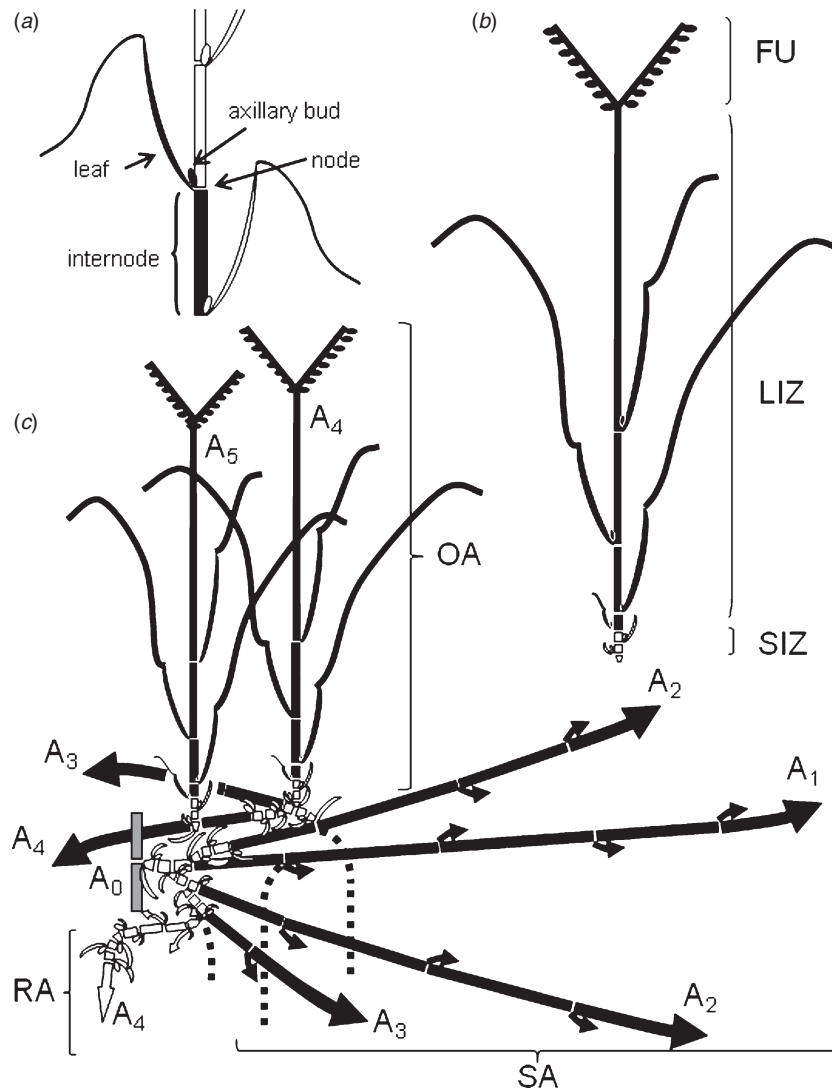 (a)
axillary bud
leaf
node
internode
(b)
FU
LIZ
SIZ
(c)
A5
A4
OA
A3
A2
A1
A4
A0
RA
A4
A3
A2
SA